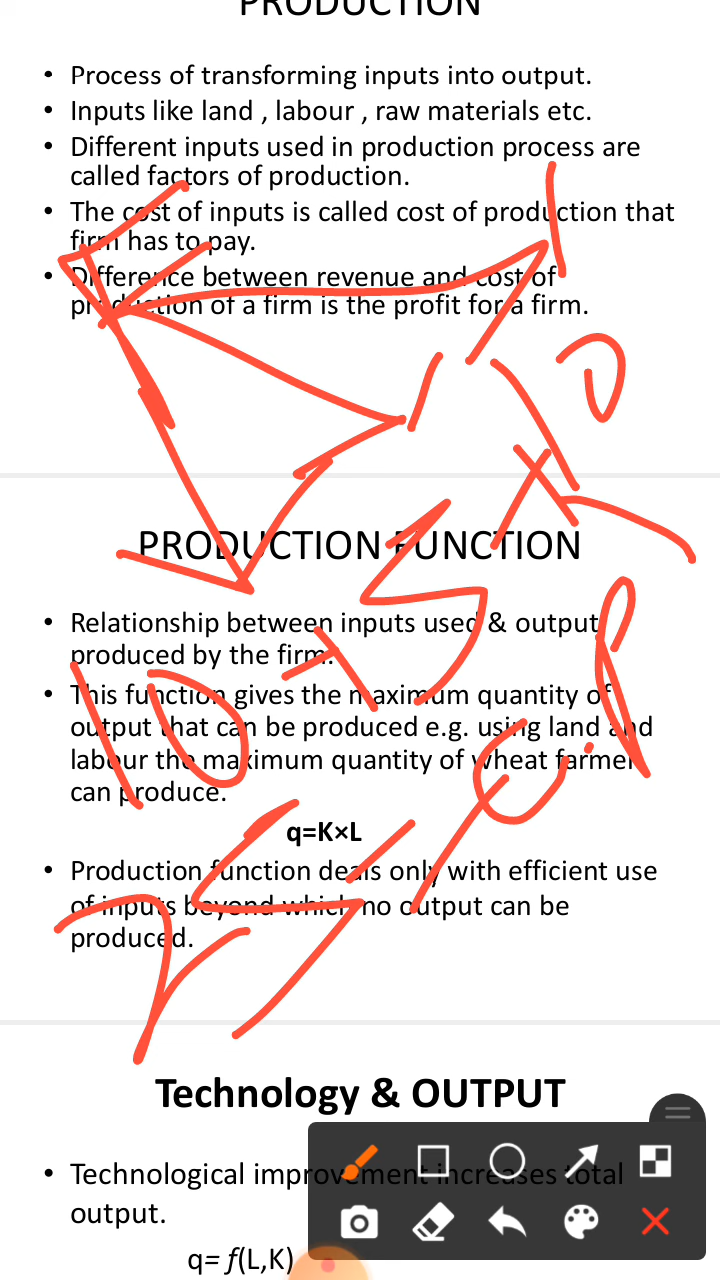 PRODUCTION
• Process of transforming inputs into output.
• Inputs like land , labour , raw materials etc.
• Different inputs used in production process are
called factors of production.
• The cost of inputs is called cost of production that
firm has to pay.
• Difference between revenue and cost of
production of a firm is the profit for a firm.
PRODUCTION FUNCTION
• Relationship between inputs used & output
produced by the firm.
• This function gives the maximum quantity of
output that can be produced e.g. using land and
labour the maximum quantity of wheat farmer
can produce.
q=K×L
• Production function deals only with efficient use
of inputs beyond which no output can be
produced.
Technology & OUTPUT
• Technological improvement increases total
output.
q= f(L,K)